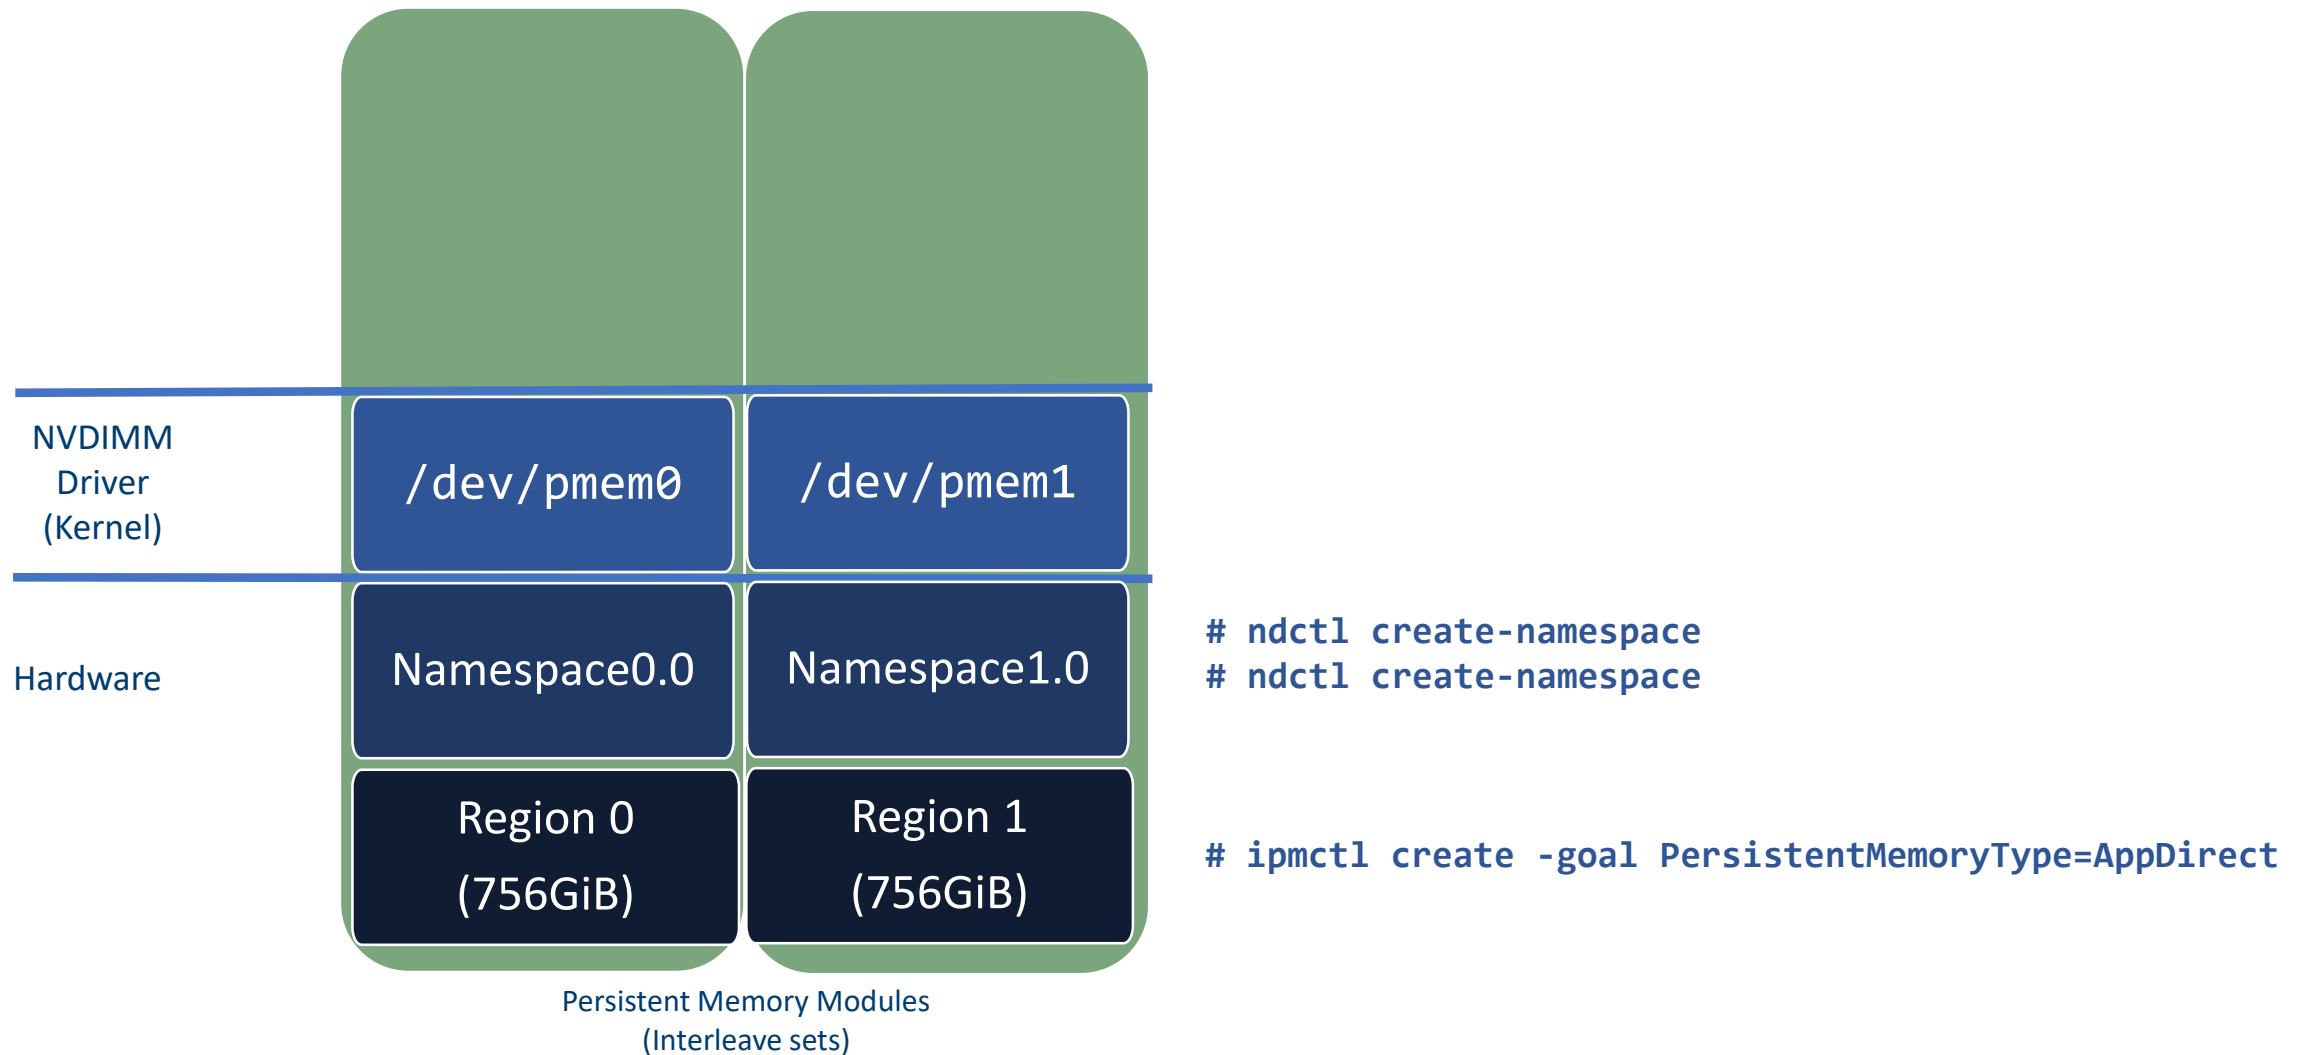 NVDIMM
Driver
(Kernel)
/dev/pmem0
/dev/pmem1
Hardware
Namespace0.0
Namespace1.0
# ndctl create-namespace
# ndctl create-namespace
Region 0
(756GiB)
Region 1
(756GiB)
# ipmctl create -goal PersistentMemoryType=AppDirect
Persistent Memory Modules
(Interleave sets)